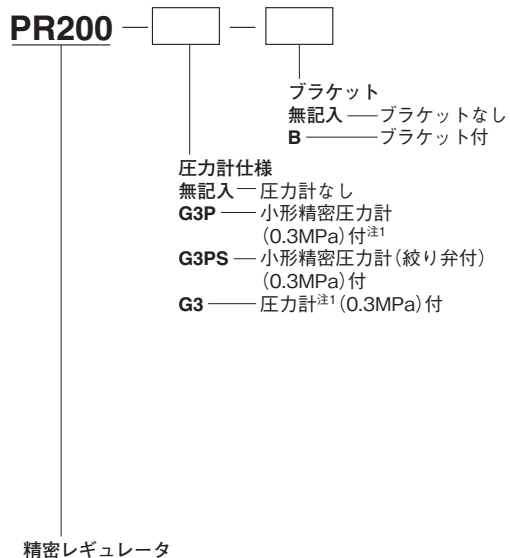 PR200 — □ — □
ブラケット
無記入 — ブラケットなし
B — ブラケット付
圧力計仕様
無記入 — 圧力計なし
G3P — 小形精密圧力計
(0.3MPa)付注1
G3PS — 小形精密圧力計(絞り弁付)
(0.3MPa)付
G3 — 圧力計注1(0.3MPa)付
精密レギュレータ